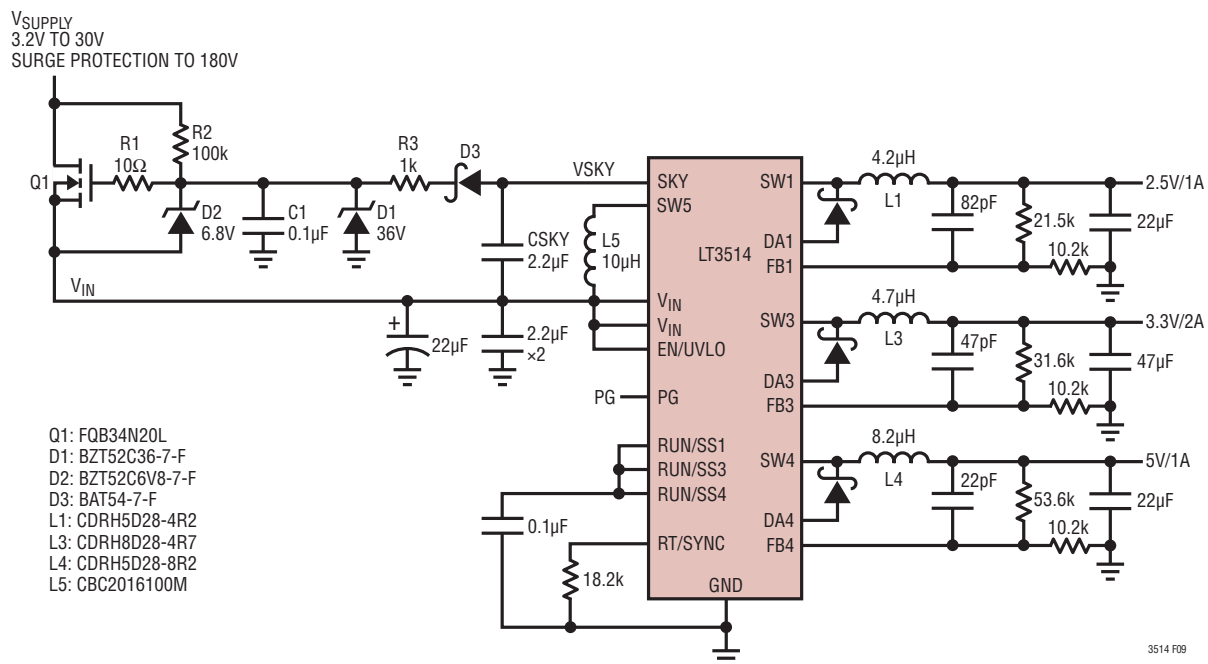 VSUPPLY
3.2V TO 30V
SURGE PROTECTION TO 180V
R1
10Ω
R2
100k
Q1
D2
6.8V
C1
0.1µF
D1
36V
R3
1k
D3
VSKY
CSKY
2.2µF
L5
10µH
VIN
+
22µF
2.2µF
×2
PG
0.1µF
18.2k
SKY
SW5
LT3514
VIN
VIN
EN/UVLO
PG
RUN/SS1
RUN/SS3
RUN/SS4
RT/SYNC
GND
SW1
DA1
FB1
SW3
DA3
FB3
SW4
DA4
FB4
4.2µH
L1
82pF
21.5k
10.2k
22µF
2.5V/1A
4.7µH
L3
47pF
31.6k
10.2k
47µF
3.3V/2A
8.2µH
L4
22pF
53.6k
10.2k
22µF
5V/1A
Q1: FQB34N20L
D1: BZT52C36-7-F
D2: BZT52C6V8-7-F
D3: BAT54-7-F
L1: CDRH5D28-4R2
L3: CDRH8D28-4R7
L4: CDRH5D28-8R2
L5: CBC2016100M
3514 F09